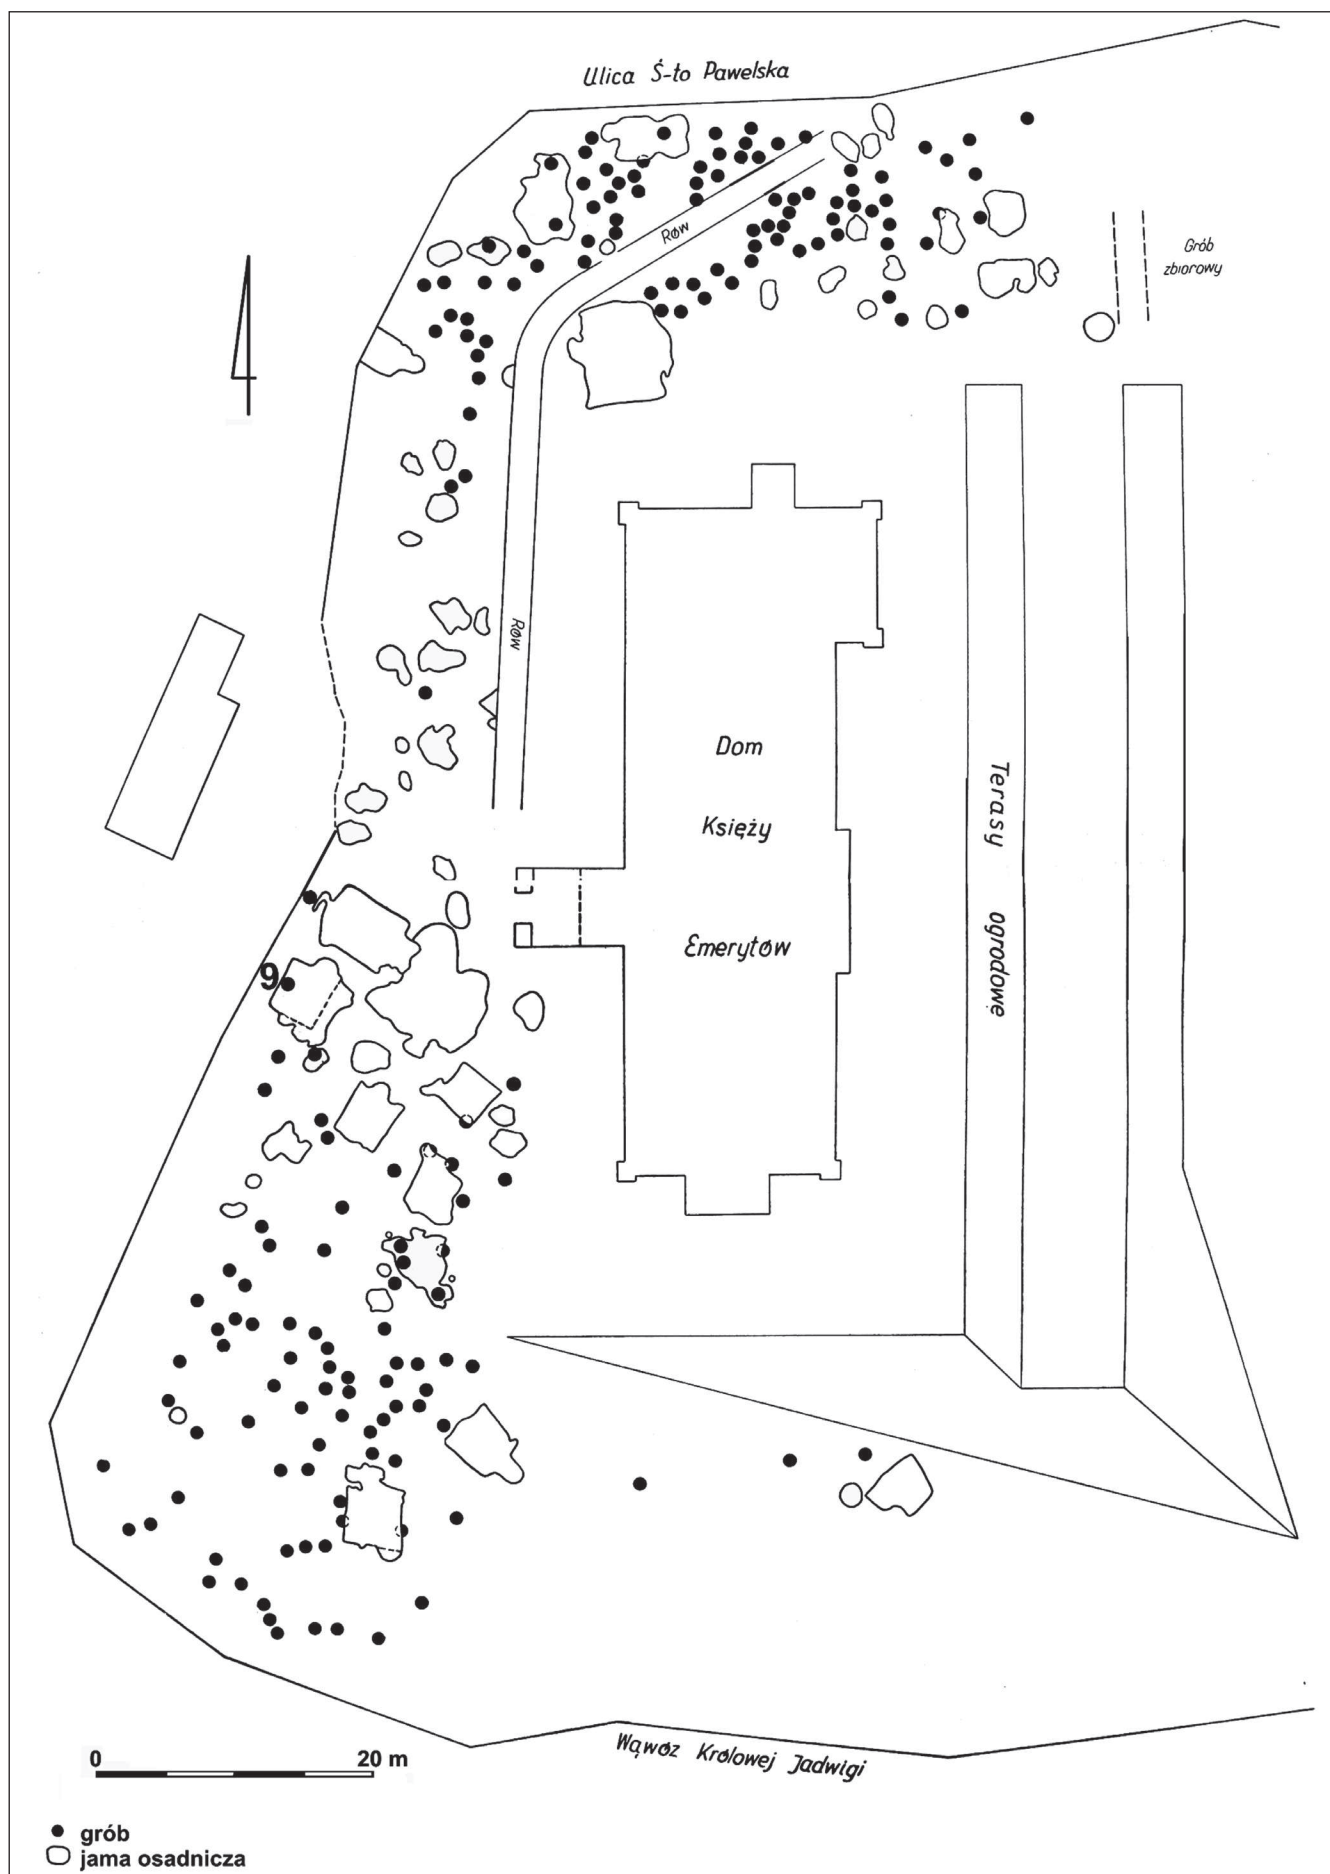 Ulica Ś-to Pawelska
Rów
Grób
zbiorowy
Rów
Dom
Księży
Emerytów
Terasy ogrodowe
9
Wąwóz Królowej Jadwigi
0 20 m
grób
jama osadnicza